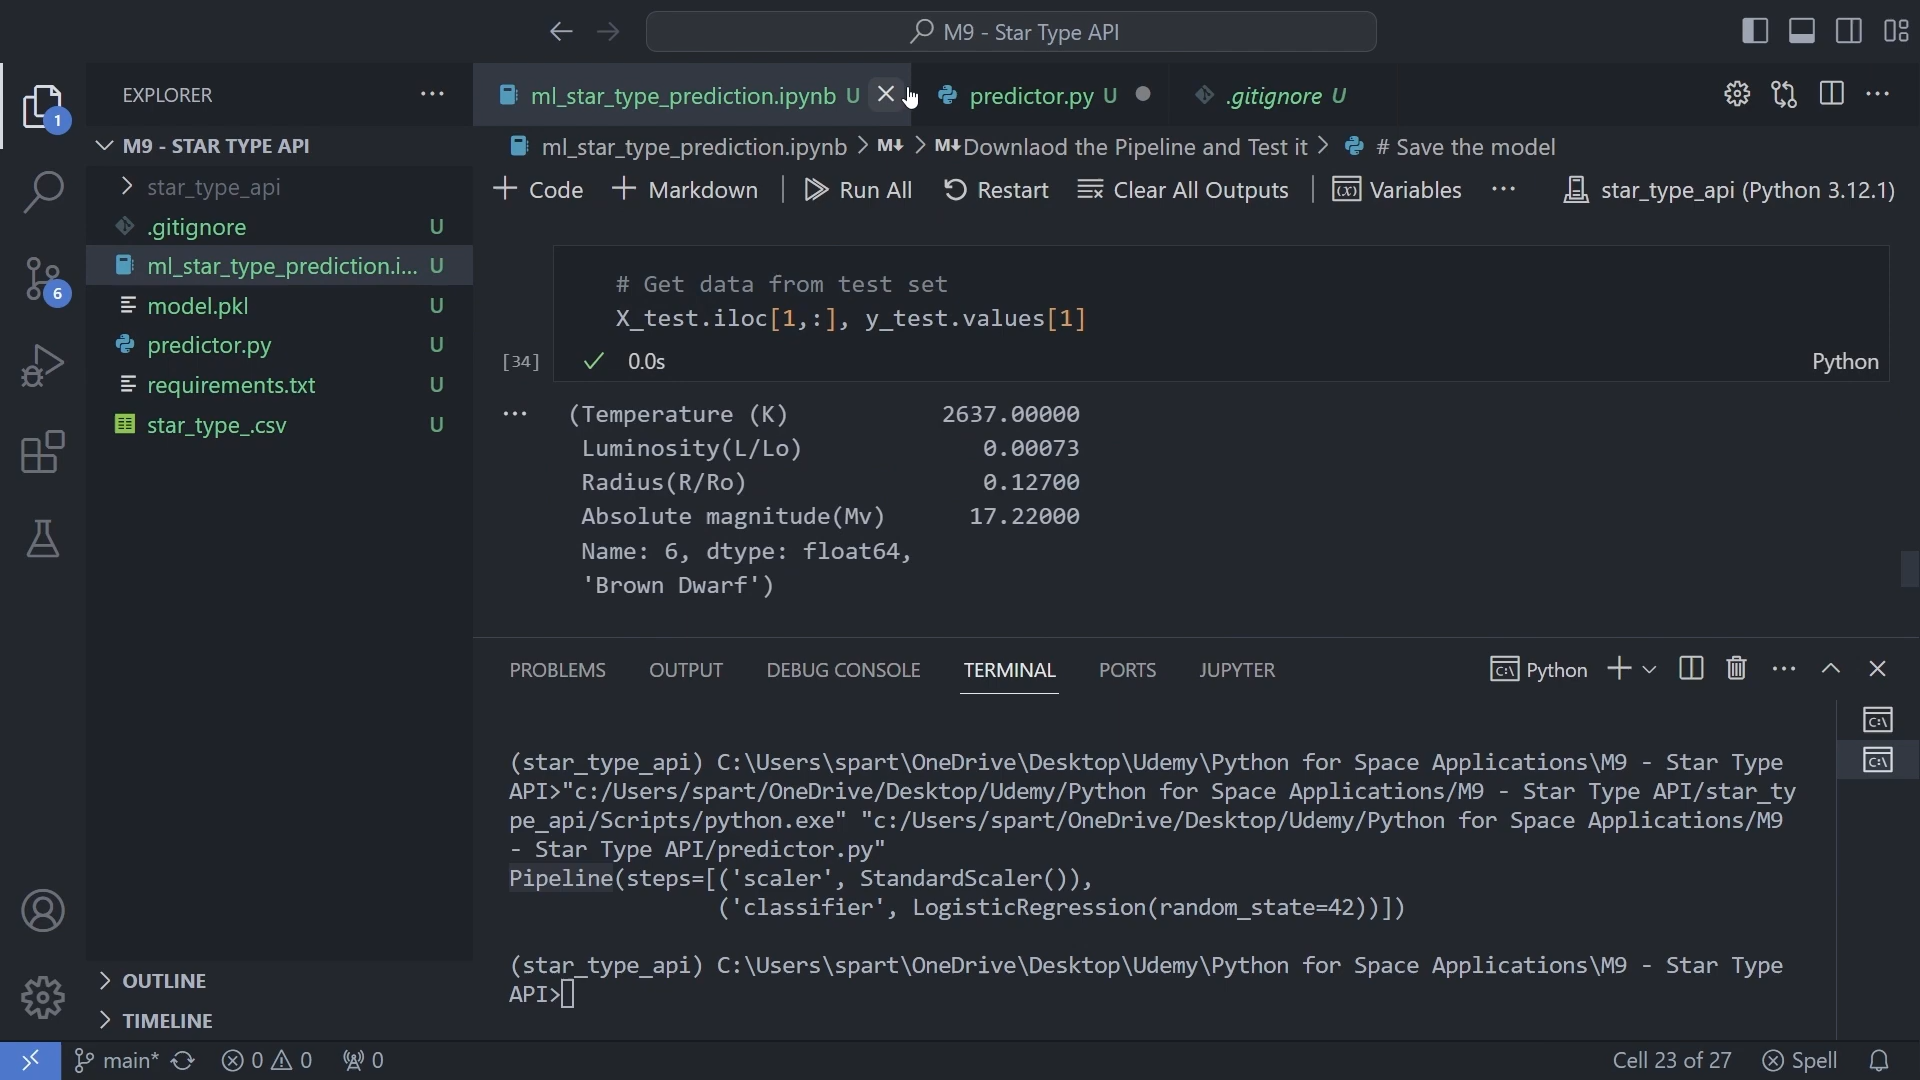 M9 - Star Type API
EXPLORER
ml_star_type_prediction.ipynb U
predictor.py U
.gitignore U
M9 - STAR TYPE API
ml_star_type_prediction.ipynb > M↓ > M↓Downlaod the Pipeline and Test it > # Save the model
star_type_api
Code
Markdown
Run All
Restart
Clear All Outputs
Variables
star_type_api (Python 3.12.1)
.gitignore U
ml_star_type_prediction.i... U
model.pkl U
predictor.py U
requirements.txt U
star_type_.csv U
1
6
# Get data from test set
X_test.iloc[1,:], y_test.values[1]
[34]
0.0s
Python
(Temperature (K) 2637.00000
Luminosity(L/Lo) 0.00073
Radius(R/Ro) 0.12700
Absolute magnitude(Mv) 17.22000
Name: 6, dtype: float64,
'Brown Dwarf')
PROBLEMS OUTPUT DEBUG CONSOLE TERMINAL PORTS JUPYTER
Python
(star_type_api) C:\Users\spart\OneDrive\Desktop\Udemy\Python for Space Applications\M9 - Star Type
API>"c:/Users/spart/OneDrive/Desktop/Udemy/Python for Space Applications/M9 - Star Type API/star_ty
pe_api/Scripts/python.exe" "c:/Users/spart/OneDrive/Desktop/Udemy/Python for Space Applications/M9
- Star Type API/predictor.py"
Pipeline(steps=[('scaler', StandardScaler()),
('classifier', LogisticRegression(random_state=42))])
(star_type_api) C:\Users\spart\OneDrive\Desktop\Udemy\Python for Space Applications\M9 - Star Type
API>
OUTLINE
TIMELINE
main*
0
0
0
Cell 23 of 27
Spell